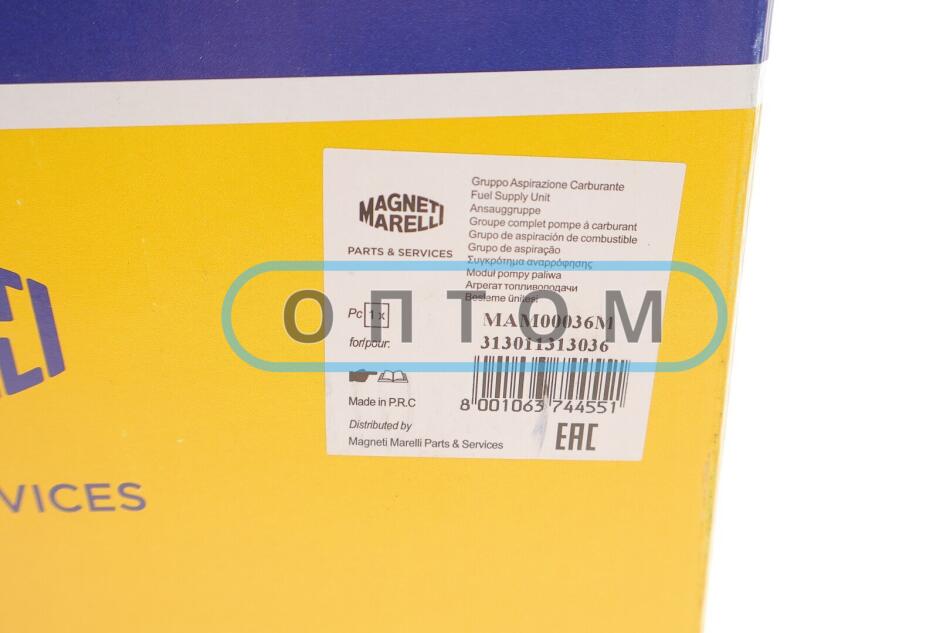 MAGNETI
MARELLI
PARTS & SERVICES
Gruppo Aspirazione Carburante
Fuel Supply Unit
Ansauggruppe
Groupe complet pompe à carburant
Grupo de aspiración de combustible
Grupo de aspiração
Συγκρότημα αναρρόφησης
Moduł pompy paliwa
Агрегат топливоподачи
Besleme ünitesi
ОПТОМ
Pc 1 x
MAM00036M
for/pour:
313011313036
8 001063 744551
Made in P.R.C
Distributed by
Magneti Marelli Parts & Services
EAC
VICES